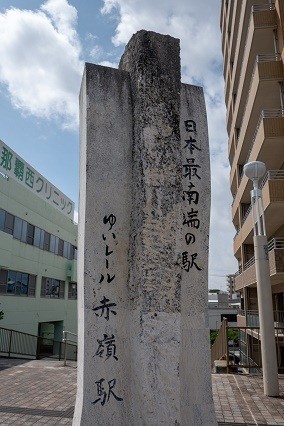 日本最南端の駅
ゆいレール赤嶺駅
那覇西クリニック